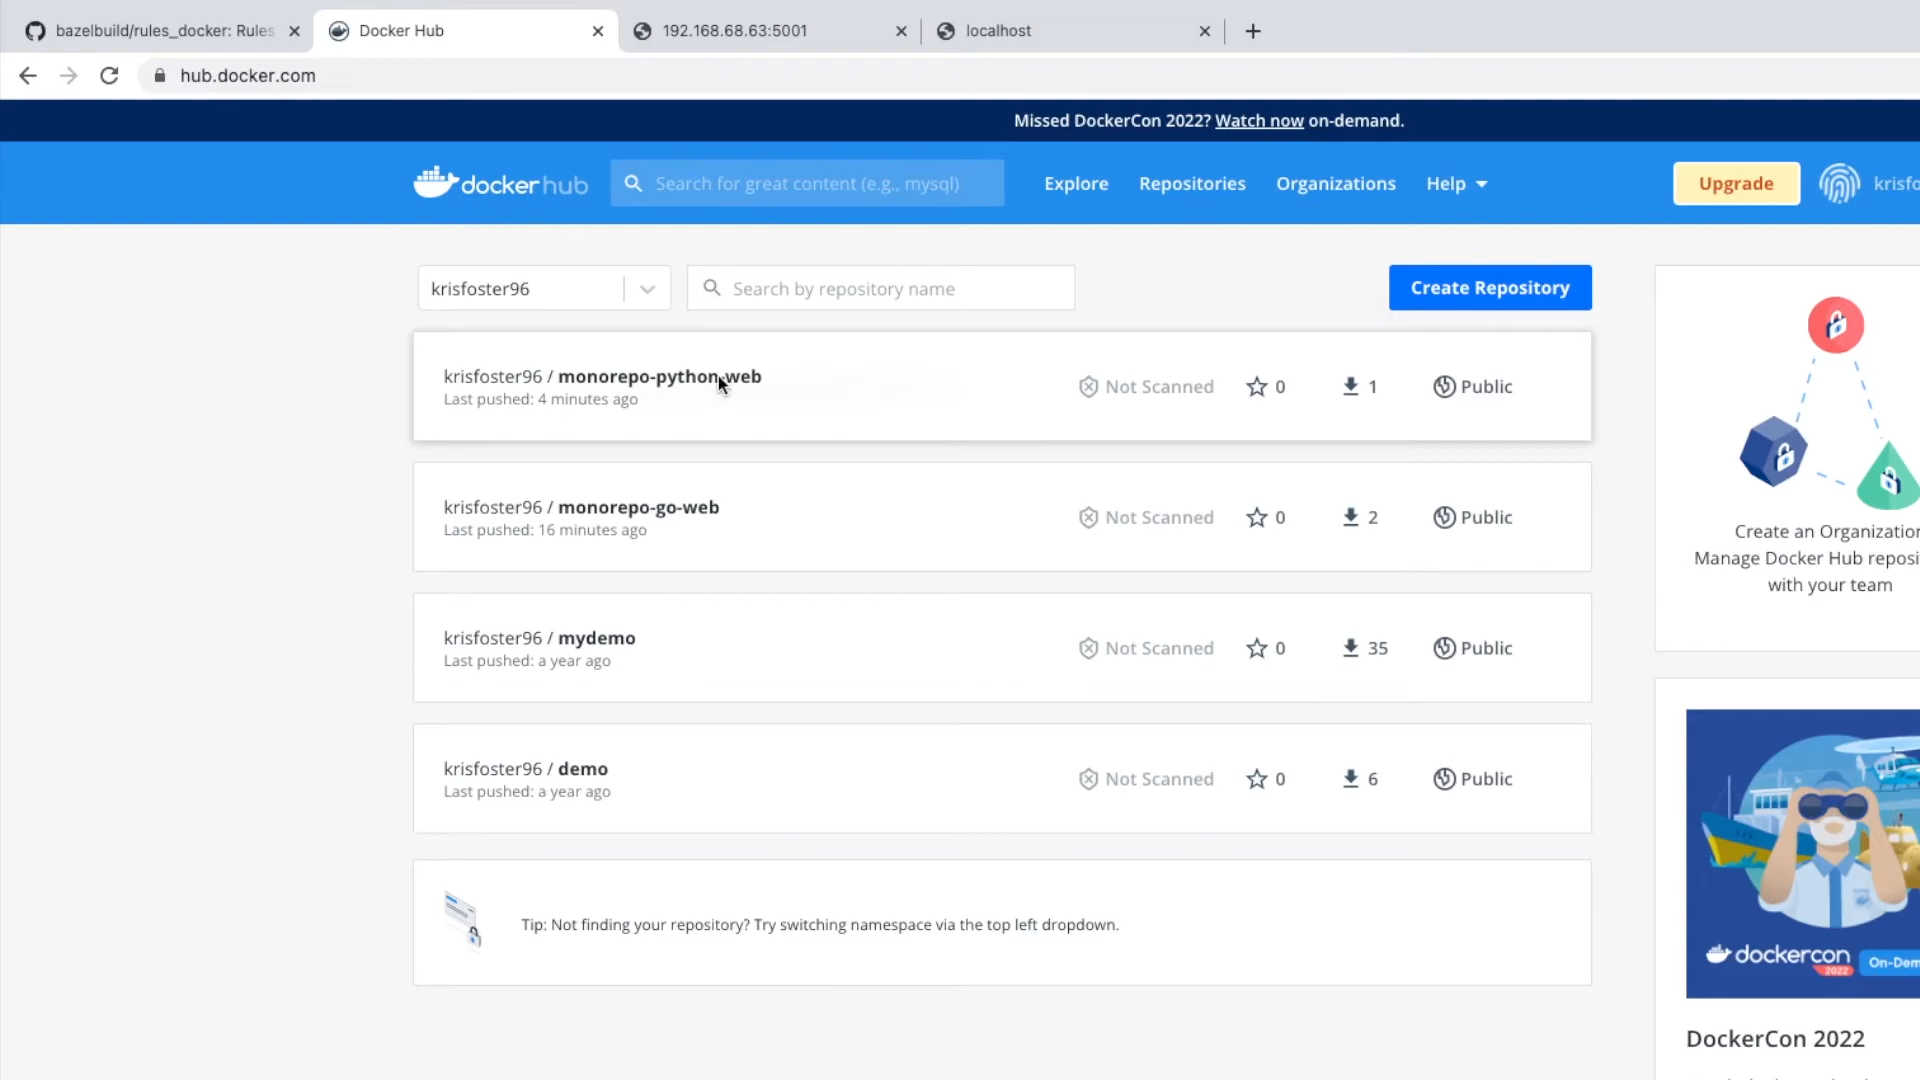 bazelbuild/rules_docker: Rules
Docker Hub
192.168.68.63:5001
localhost
hub.docker.com
Missed DockerCon 2022? Watch now on-demand.
docker hub
Search for great content (e.g., mysql)
Explore
Repositories
Organizations
Help
Upgrade
krisfo
krisfoster96
Search by repository name
Create Repository
krisfoster96 / monorepo-python-web
Last pushed: 4 minutes ago
Not Scanned
0
1
Public
krisfoster96 / monorepo-go-web
Last pushed: 16 minutes ago
Not Scanned
0
2
Public
krisfoster96 / mydemo
Last pushed: a year ago
Not Scanned
0
35
Public
krisfoster96 / demo
Last pushed: a year ago
Not Scanned
0
6
Public
Tip: Not finding your repository? Try switching namespace via the top left dropdown.
Create an Organization
Manage Docker Hub reposi
with your team
dockercon
2022
On-Dem
DockerCon 2022